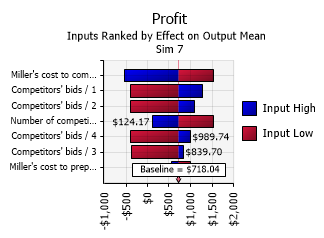 Profit
Inputs Ranked by Effect on Output Mean
Sim 7
Miller's cost to com...
Competitors' bids / 1
Competitors' bids / 2
Number of competi...
$124.17
Competitors' bids / 4
$989.74
Competitors' bids / 3
$839.70
Miller's cost to prep...
Baseline = $718.04
Input High
Input Low
-$1,000
-$500
$0
$500
$1,000
$1,500
$2,000